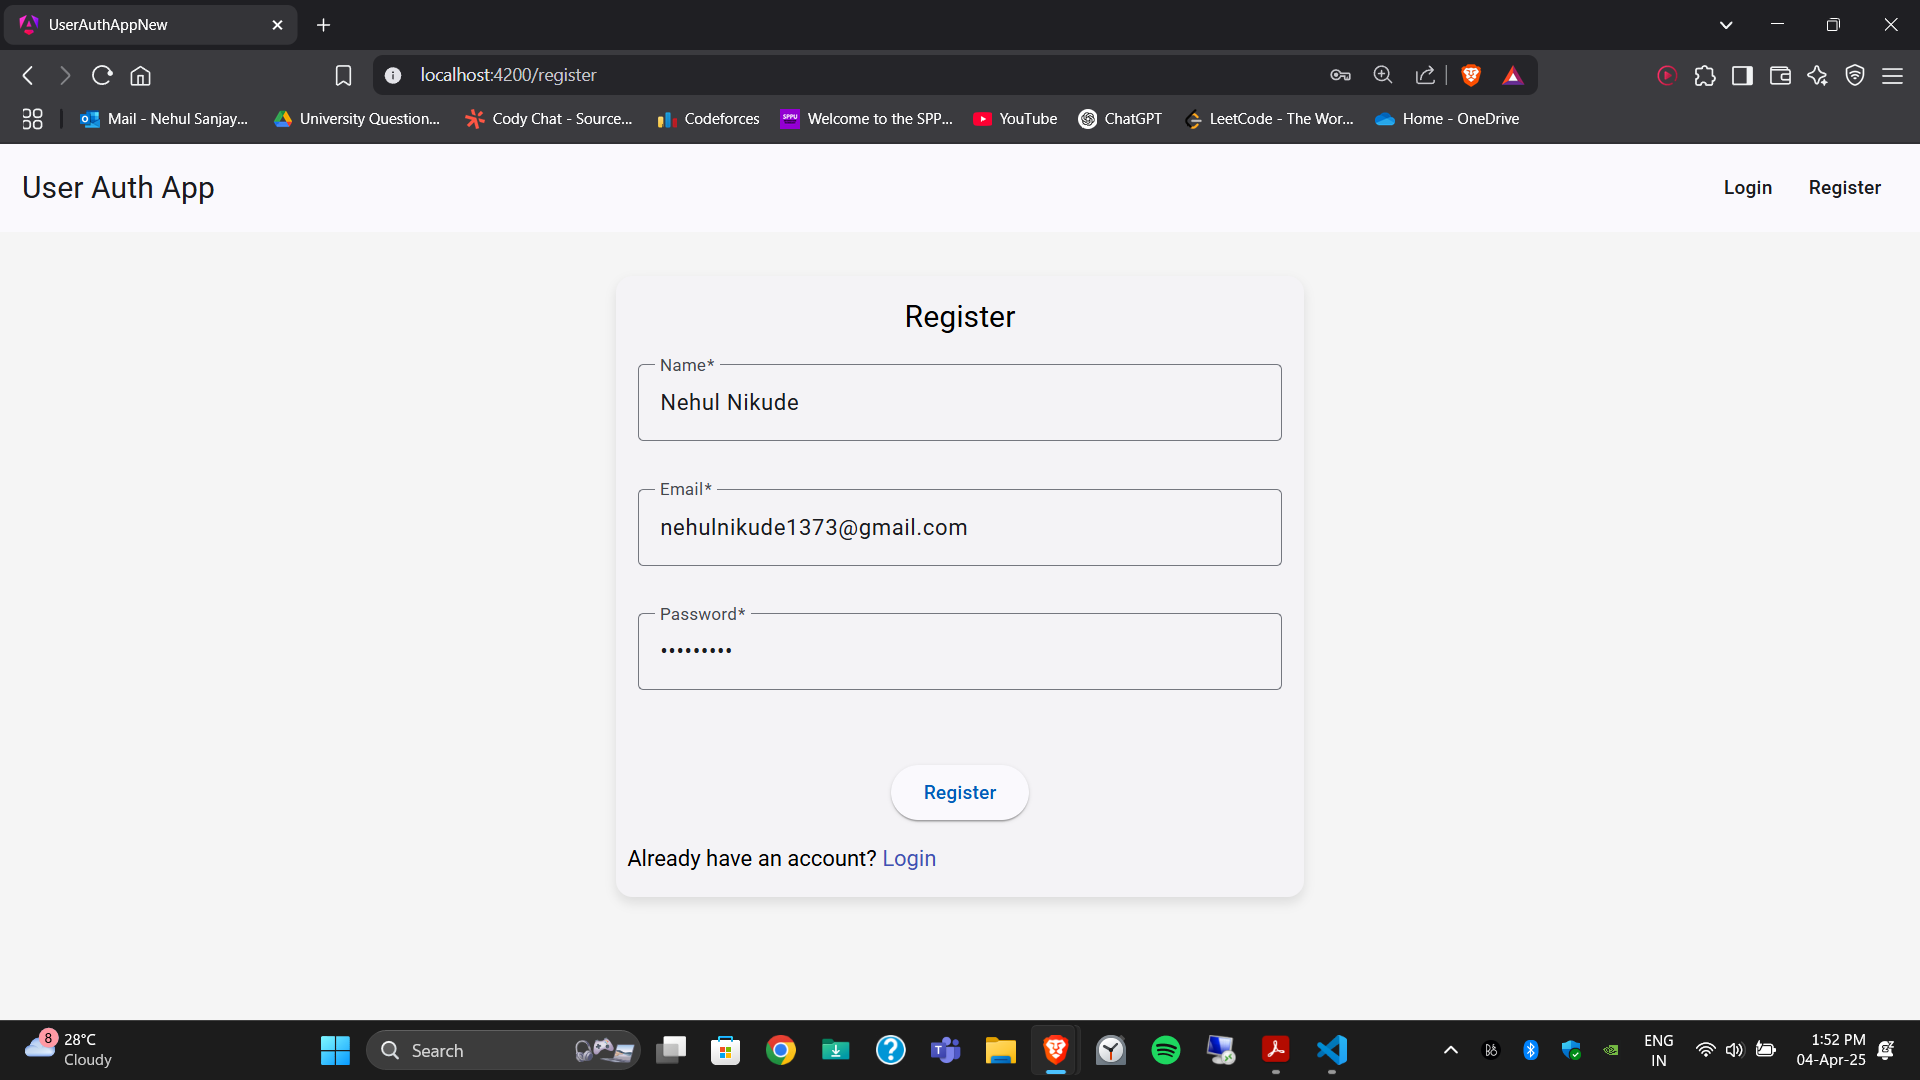 UserAuthAppNew
localhost:4200/register
Mail - Nehul Sanjay... University Question... Cody Chat - Source... Codeforces SPPU Welcome to the SPP... YouTube ChatGPT LeetCode - The Wor... Home - OneDrive
User Auth App Login Register
Register
Name*
Nehul Nikude
Email*
nehulnikude1373@gmail.com
Password*
•••••••••
Register
Already have an account? Login
8 28°C
Cloudy
Search
ENG
IN
1:52 PM
04-Apr-25